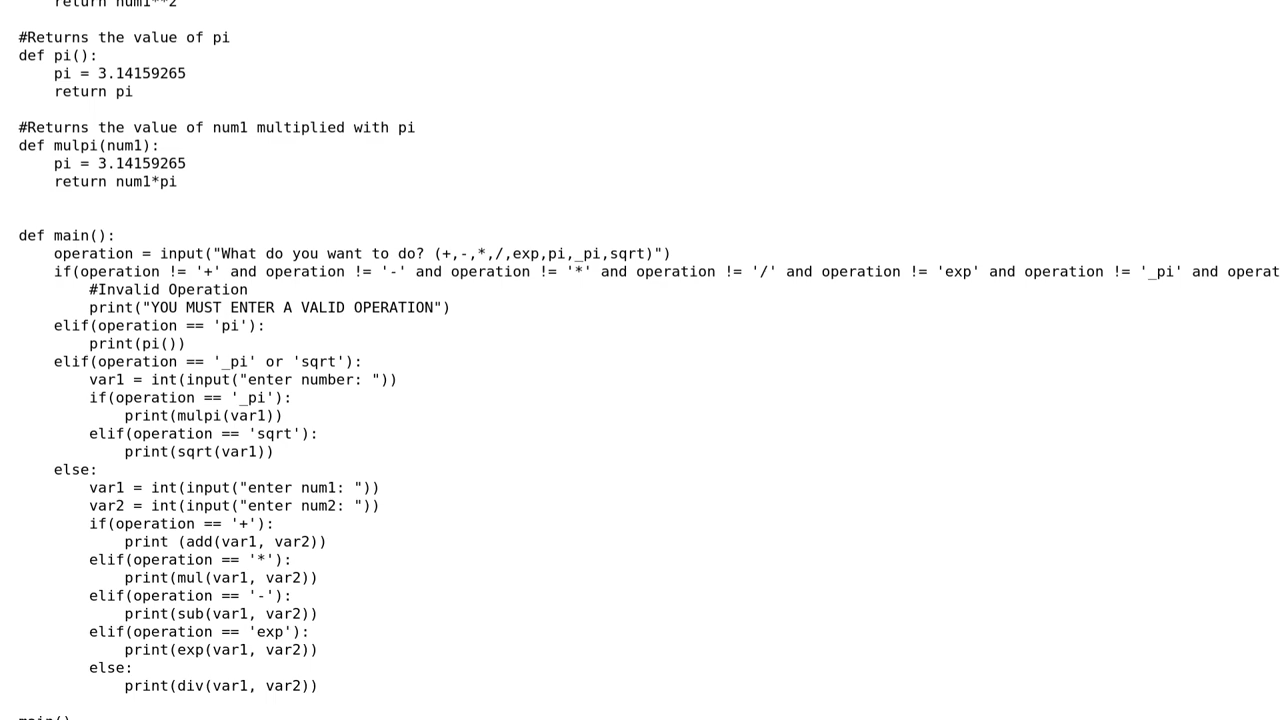 return num1**2
#Returns the value of pi
def pi():
    pi = 3.14159265
    return pi
#Returns the value of num1 multiplied with pi
def mulpi(num1):
    pi = 3.14159265
    return num1*pi
def main():
    operation = input("What do you want to do? (+,-,*,/,exp,pi,_pi,sqrt)")
    if(operation != '+' and operation != '-' and operation != '*' and operation != '/' and operation != 'exp' and operation != '_pi' and operat
        #Invalid Operation
        print("YOU MUST ENTER A VALID OPERATION")
    elif(operation == 'pi'):
        print(pi())
    elif(operation == '_pi' or 'sqrt'):
        var1 = int(input("enter number: "))
        if(operation == '_pi'):
            print(mulpi(var1))
        elif(operation == 'sqrt'):
            print(sqrt(var1))
    else:
        var1 = int(input("enter num1: "))
        var2 = int(input("enter num2: "))
        if(operation == '+'):
            print (add(var1, var2))
        elif(operation == '*'):
            print(mul(var1, var2))
        elif(operation == '-'):
            print(sub(var1, var2))
        elif(operation == 'exp'):
            print(exp(var1, var2))
        else:
            print(div(var1, var2))
main()